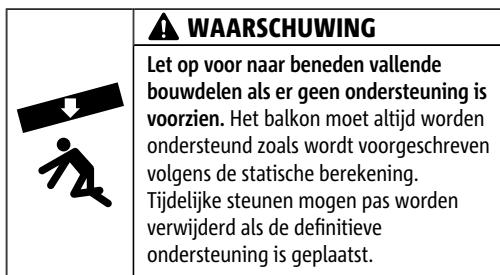 WAARSCHUWING
Let op voor naar beneden vallende
bouwdelen als er geen ondersteuning is
voorzien. Het balkon moet altijd worden
ondersteund zoals wordt voorgeschreven
volgens de statische berekening.
Tijdelijke steunen mogen pas worden
verwijderd als de definitieve
ondersteuning is geplaatst.